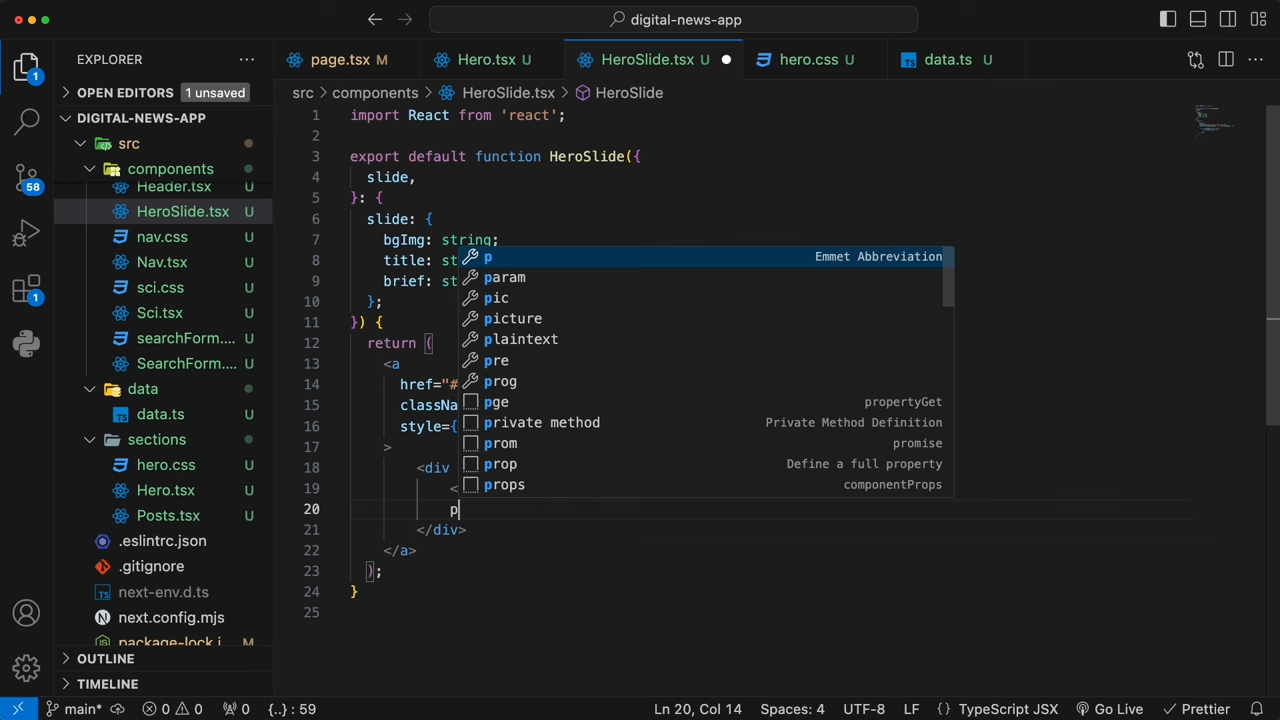 digital-news-app
EXPLORER
page.tsx M
Hero.tsx U
HeroSlide.tsx U
hero.css U
TS data.ts U
1
OPEN EDITORS 1 unsaved
src > components > HeroSlide.tsx > HeroSlide
DIGITAL-NEWS-APP
src
components
Header.tsx U
HeroSlide.tsx U
nav.css U
Nav.tsx U
sci.css U
Sci.tsx U
searchForm.... U
SearchForm.... U
data
TS data.ts U
sections
hero.css U
Hero.tsx U
Posts.tsx U
.eslintrc.json
.gitignore
TS next-env.d.ts
N next.config.mjs
JS M
OUTLINE
TIMELINE
58
1
1 import React from 'react';
2
3 export default function HeroSlide({
4 slide,
5 }: {
6 slide: {
7 bgImg: string;
8 title: st
9 brief: st
10 };
11 }) {
12 return (
13 <a
14 href="#
15 classNa
16 style={
17 >
18 <div
19 <
20 p
21 </div>
22 </a>
23 );
24 }
25
p Emmet Abbreviation
param
pic
picture
plaintext
pre
prog
pge propertyGet
private method Private Method Definition
prom promise
prop Define a full property
props componentProps
main* 0 0 0 {..} : 59 Ln 20, Col 14 Spaces: 4 UTF-8 LF {} TypeScript JSX Go Live Prettier